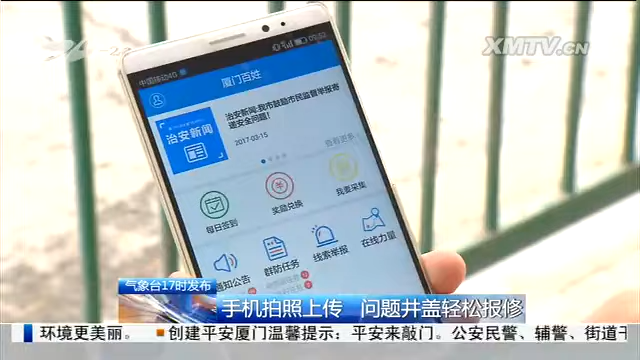 XMTV.CN
中国移动4G
厦门百姓
治安新闻
治安新闻:我市鼓励市民监督举报寄
递安全问题!
2017-03-15
查看更多
每日签到
奖励兑换
我要采集
通知公告
群防任务
线索举报
在线力量
气象台17时发布
手机拍照上传 问题井盖轻松报修
环境更美丽。 创建平安厦门温馨提示:平安来敲门。公安民警、辅警、街道干